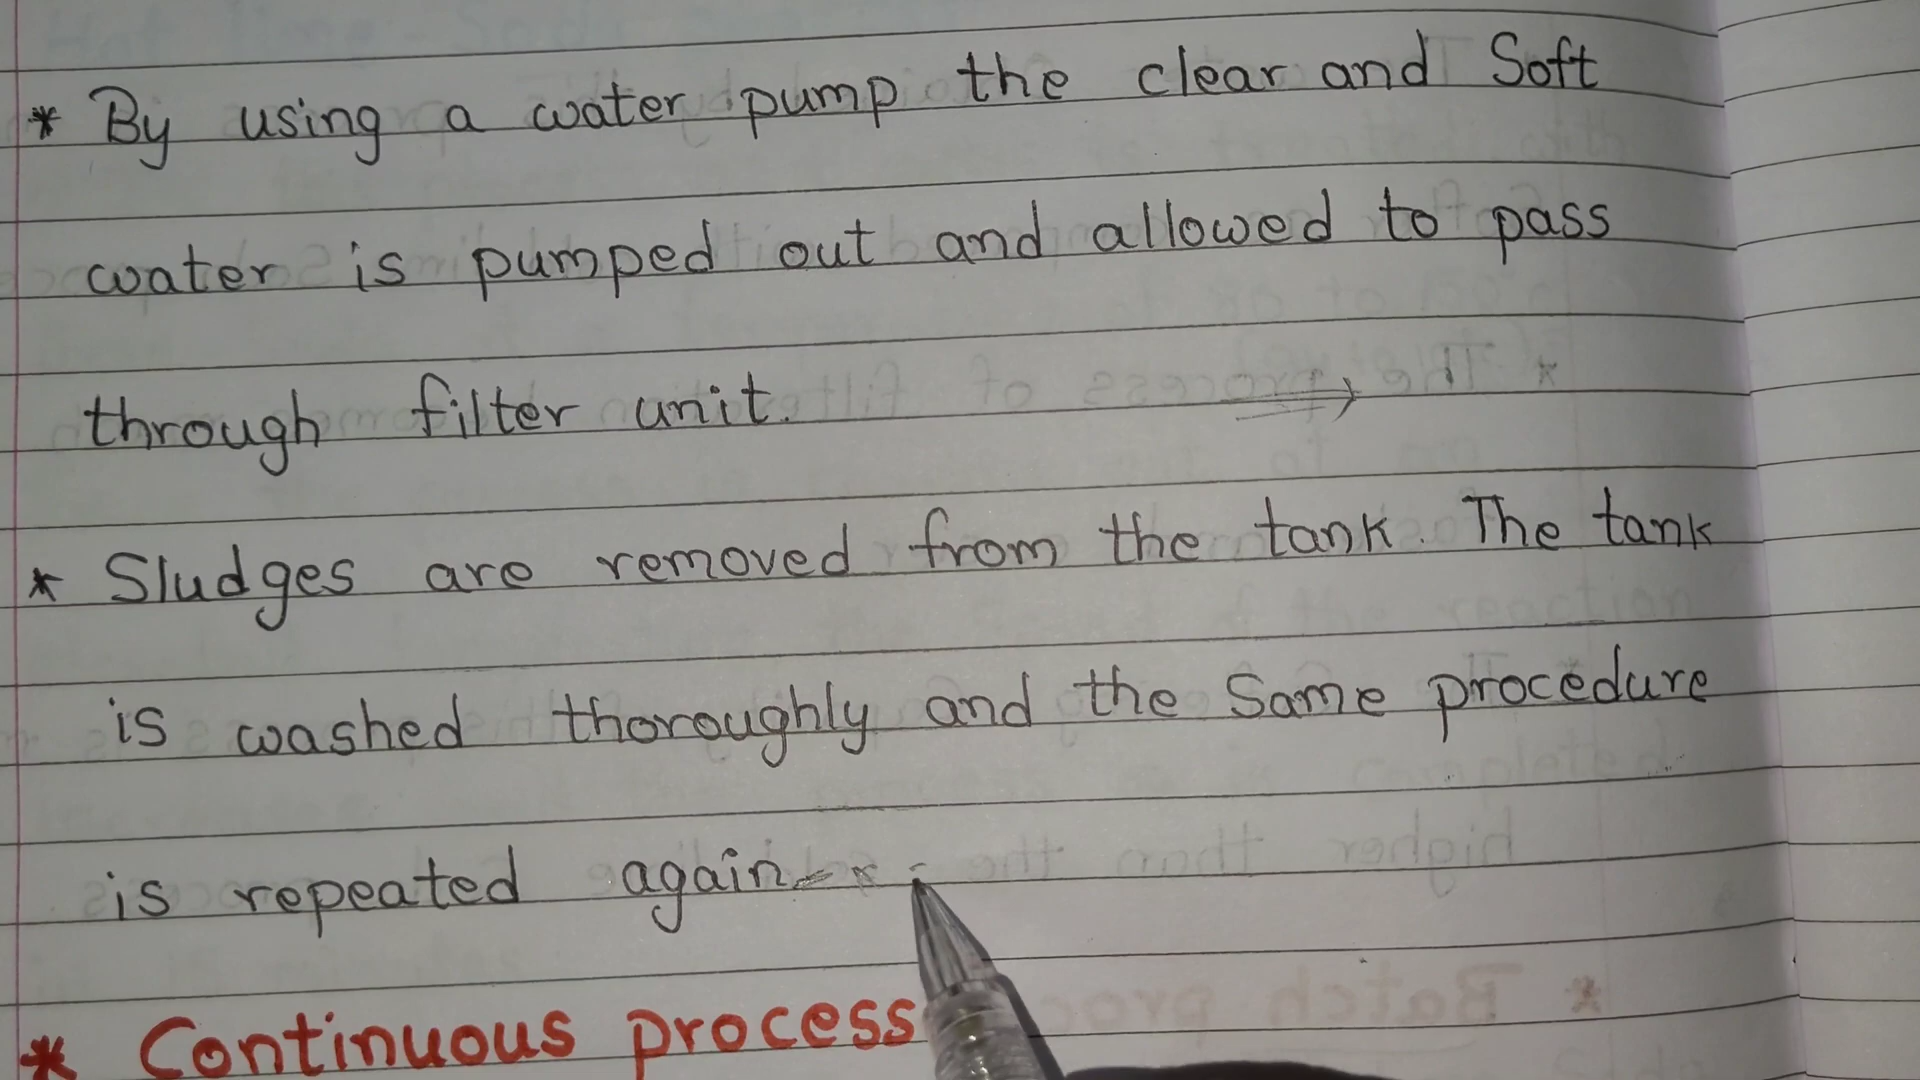 * By using a water pump the clear and Soft
water is pumped out and allowed to pass
through filter unit.
* Sludges are removed from the tank. The tank
is washed thoroughly and the Same procedure
is repeated again
* Continuous process